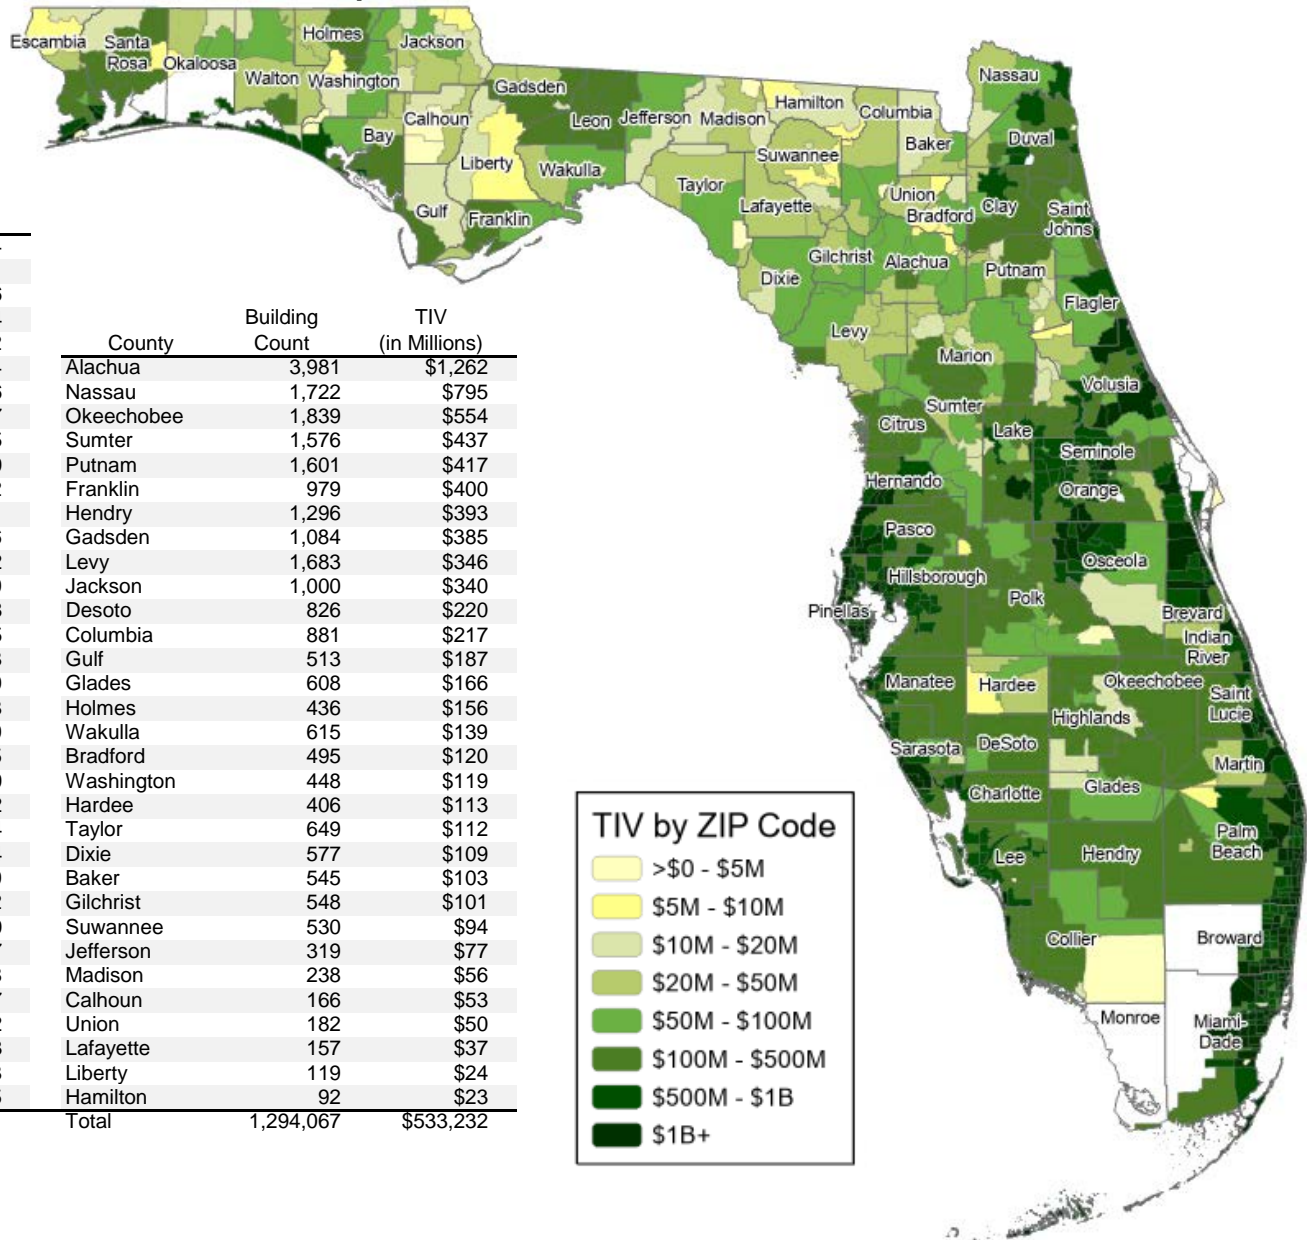 Building TIV
County Count (in Millions)
Alachua 3,981 $1,262
Nassau 1,722 $795
Okeechobee 1,839 $554
Sumter 1,576 $437
Putnam 1,601 $417
Franklin 979 $400
Hendry 1,296 $393
Gadsden 1,084 $385
Levy 1,683 $346
Jackson 1,000 $340
Desoto 826 $220
Columbia 881 $217
Gulf 513 $187
Glades 608 $166
Holmes 436 $156
Wakulla 615 $139
Bradford 495 $120
Washington 448 $119
Hardee 406 $113
Taylor 649 $112
Dixie 577 $109
Baker 545 $103
Gilchrist 548 $101
Suwannee 530 $94
Jefferson 319 $77
Madison 238 $56
Calhoun 166 $53
Union 182 $50
Lafayette 157 $37
Liberty 119 $24
Hamilton 92 $23
Total 1,294,067 $533,232
Escambia
Santa
Rosa
Okaloosa
Walton
Holmes
Washington
Jackson
Bay
Calhoun
Gulf
Liberty
Gadsden
Franklin
Leon
Wakulla
Jefferson
Madison
Taylor
Hamilton
Suwannee
Lafayette
Dixie
Columbia
Gilchrist
Levy
Baker
Union
Bradford
Alachua
Nassau
Duval
Clay
Saint
Johns
Putnam
Flagler
Marion
Volusia
Citrus
Sumter
Lake
Seminole
Orange
Hernando
Pasco
Hillsborough
Pinellas
Polk
Osceola
Brevard
Indian
River
Manatee
Hardee
Highlands
Okeechobee
Saint
Lucie
Sarasota
DeSoto
Martin
Charlotte
Glades
Lee
Hendry
Palm
Beach
Collier
Broward
Monroe
Miami-
Dade
TIV by ZIP Code
>$0 - $5M
$5M - $10M
$10M - $20M
$20M - $50M
$50M - $100M
$100M - $500M
$500M - $1B
$1B+